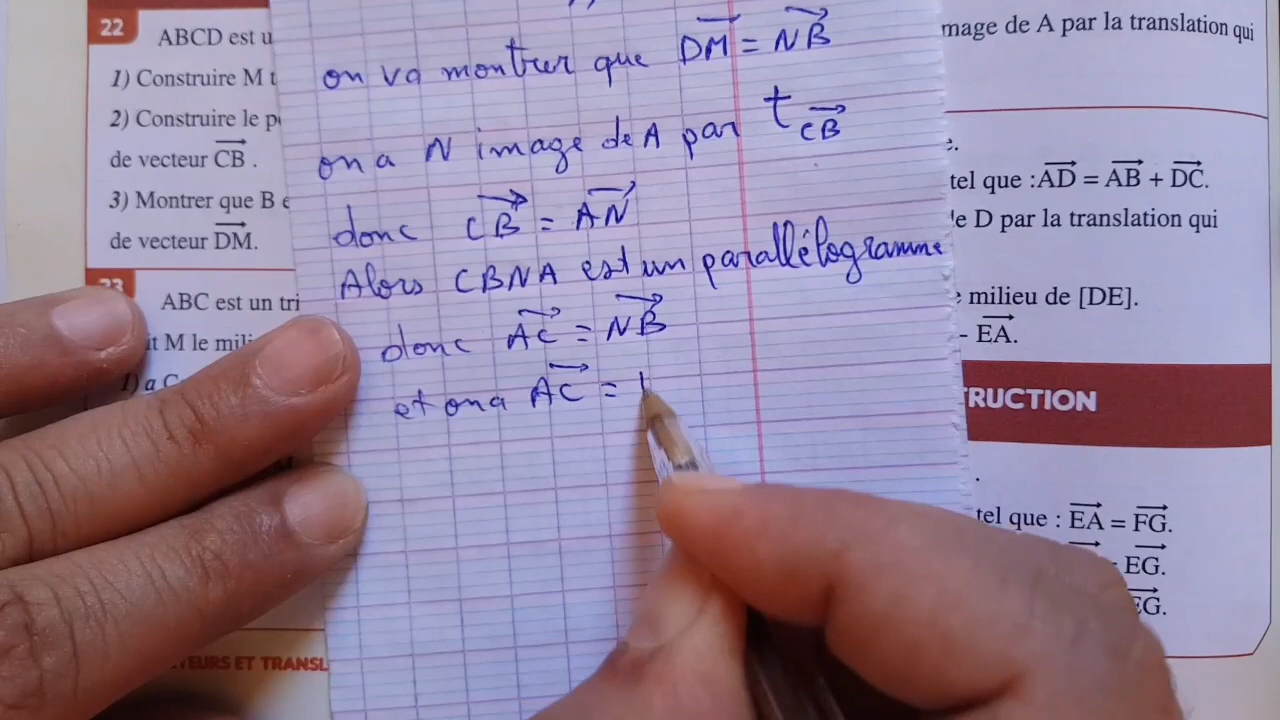 22 ABCD est u
1) Construire M t
2) Construire le p
de vecteur CB .
3) Montrer que B e
de vecteur DM.
23 ABC est un tri
it M le mili
1) a C
EURS ET TRANSL
on va montrer que DM = NB
on a N image de A par t CB
donc CB = AN
Alors CBNA est un parallélogramme
donc AC = NB
et ona AC =
mage de A par la translation qui
e.
tel que :AD = AB + DC.
e D par la translation qui
milieu de [DE].
- EA.
RUCTION
tel que : EA = FG.
EG.
EG.